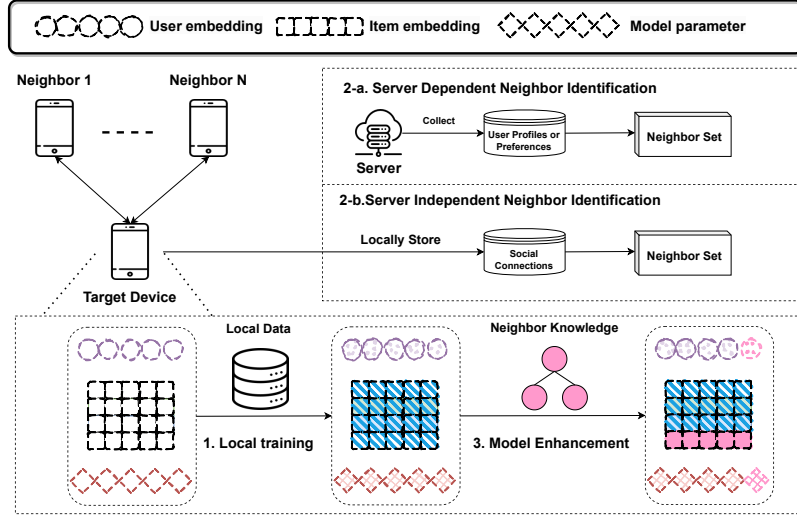 User embedding
Item embedding
Model parameter
Neighbor 1
Neighbor N
2-a. Server Dependent Neighbor Identification
Collect
Server
User Profiles or
Preferences
Neighbor Set
2-b.Server Independent Neighbor Identification
Locally Store
Social
Connections
Neighbor Set
Target Device
Local Data
Neighbor Knowledge
1. Local training
3. Model Enhancement